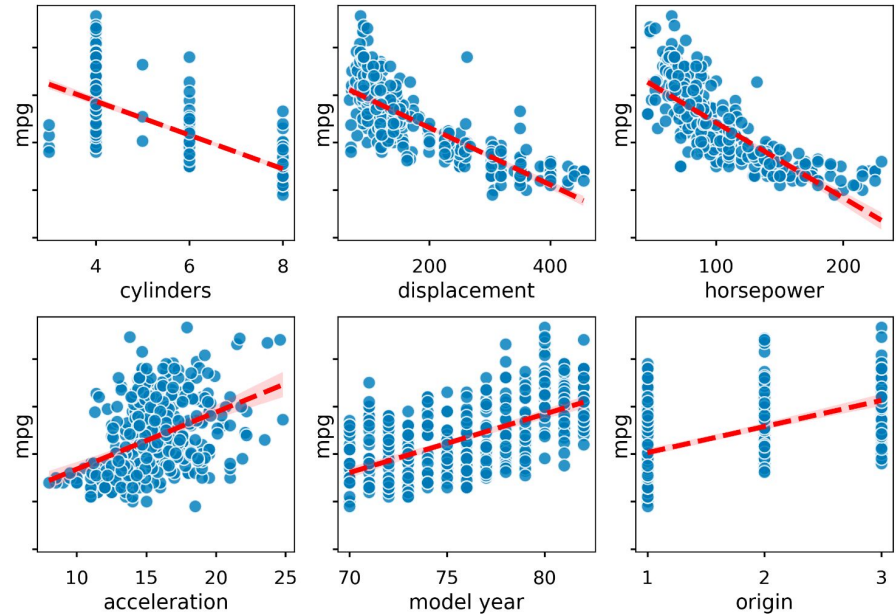 mpg
4 6 8
cylinders
mpg
200 400
displacement
mpg
100 200
horsepower
mpg
10 15 20 25
acceleration
mpg
70 75 80
model year
mpg
1 2 3
origin